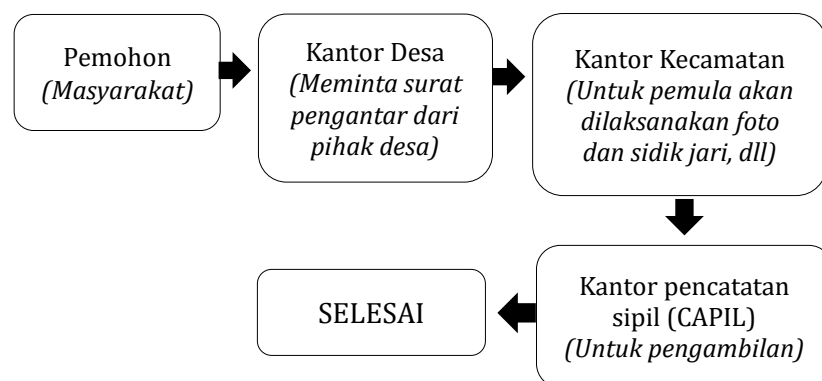 Pemohon
(Masyarakat)
Kantor Desa
(Meminta surat
pengantar dari
pihak desa)
Kantor Kecamatan
(Untuk pemula akan
dilaksanakan foto
dan sidik jari, dll)
Kantor pencatatan
sipil (CAPIL)
(Untuk pengambilan)
SELESAI